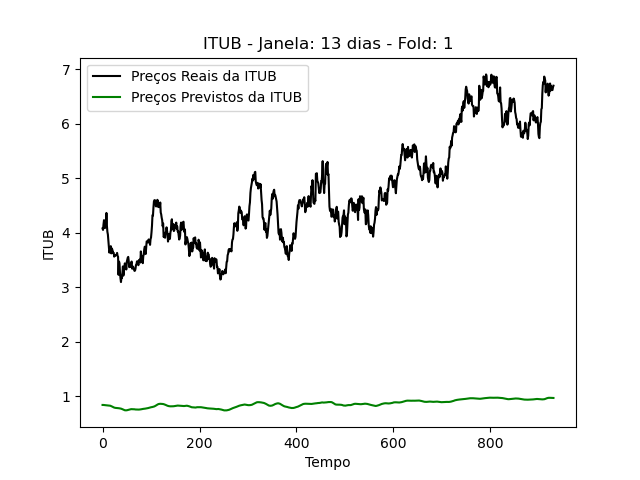 ITUB - Janela: 13 dias - Fold: 1
7
6
5
4
3
2
1
ITUB
Preços Reais da ITUB
Preços Previstos da ITUB
0 200 400 600 800
Tempo